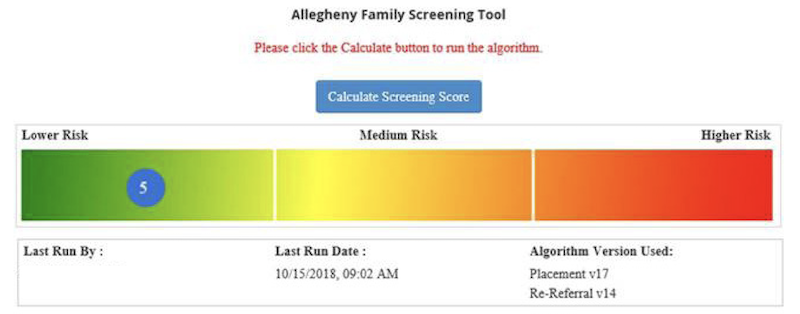 Allegheny Family Screening Tool
Please click the Calculate button to run the algorithm.
Calculate Screening Score
Lower Risk Medium Risk Higher Risk
5
Last Run By : Last Run Date : Algorithm Version Used:
10/15/2018, 09:02 AM Placement v17
Re-Referral v14